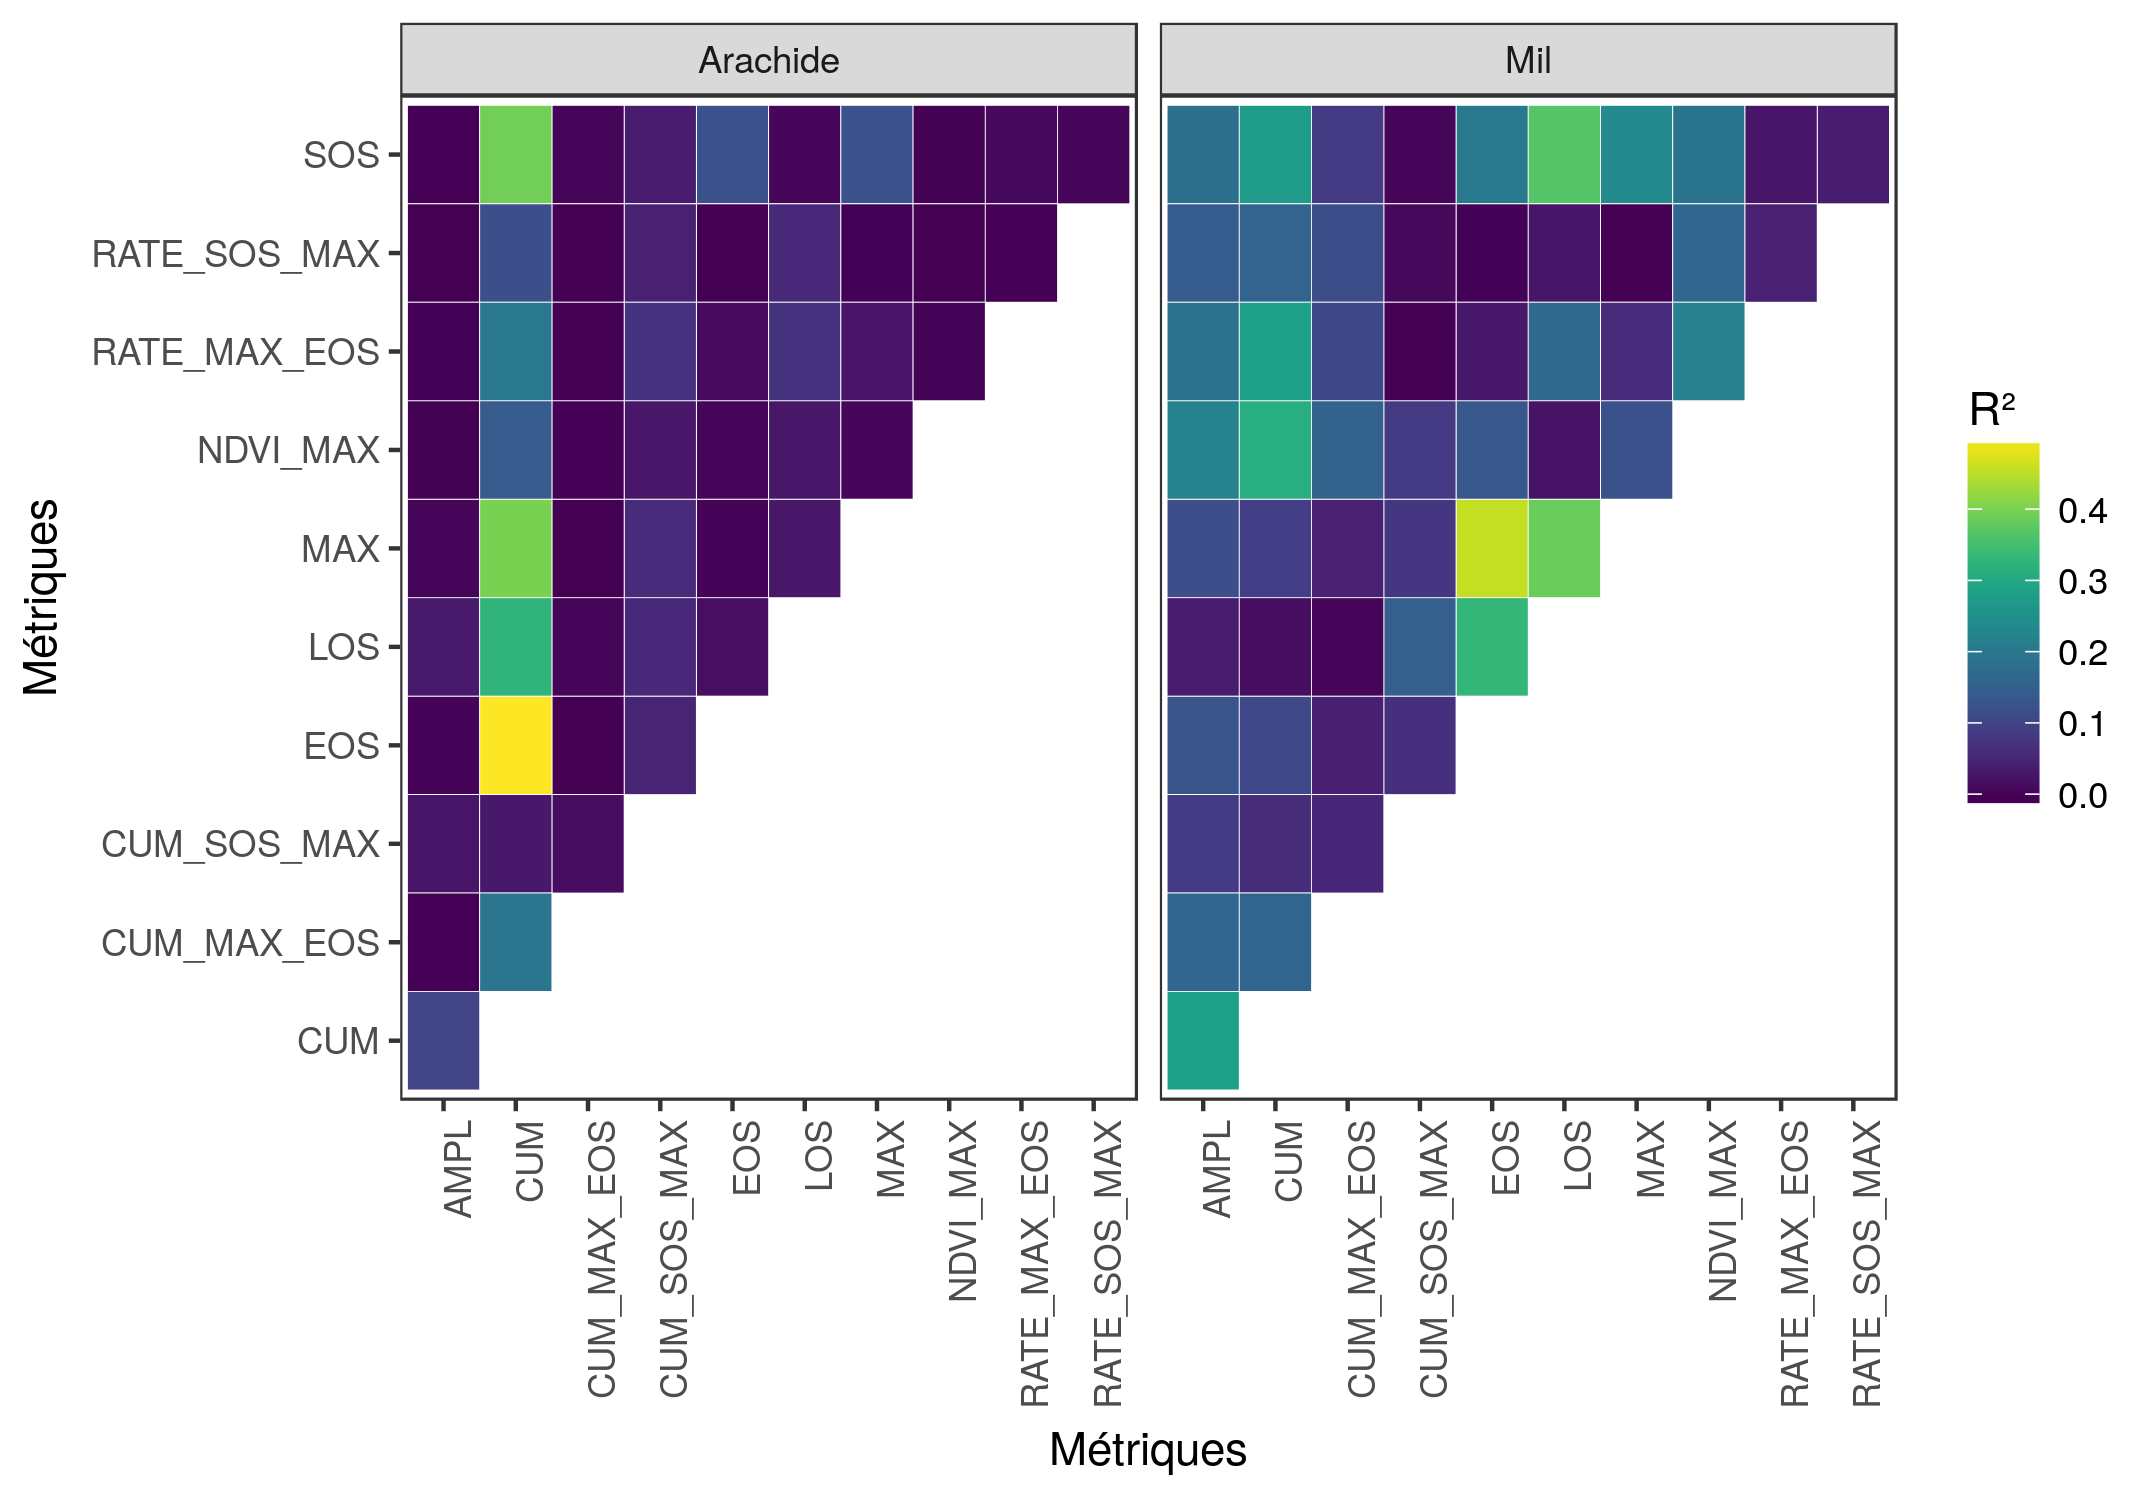 Arachide
Mil
SOS
RATE_SOS_MAX
RATE_MAX_EOS
NDVI_MAX
MAX
LOS
EOS
CUM_SOS_MAX
CUM_MAX_EOS
CUM
Métriques
AMPL
CUM
CUM_MAX_EOS
CUM_SOS_MAX
EOS
LOS
MAX
NDVI_MAX
RATE_MAX_EOS
RATE_SOS_MAX
AMPL
CUM
CUM_MAX_EOS
CUM_SOS_MAX
EOS
LOS
MAX
NDVI_MAX
RATE_MAX_EOS
RATE_SOS_MAX
Métriques
R²
0.4
0.3
0.2
0.1
0.0